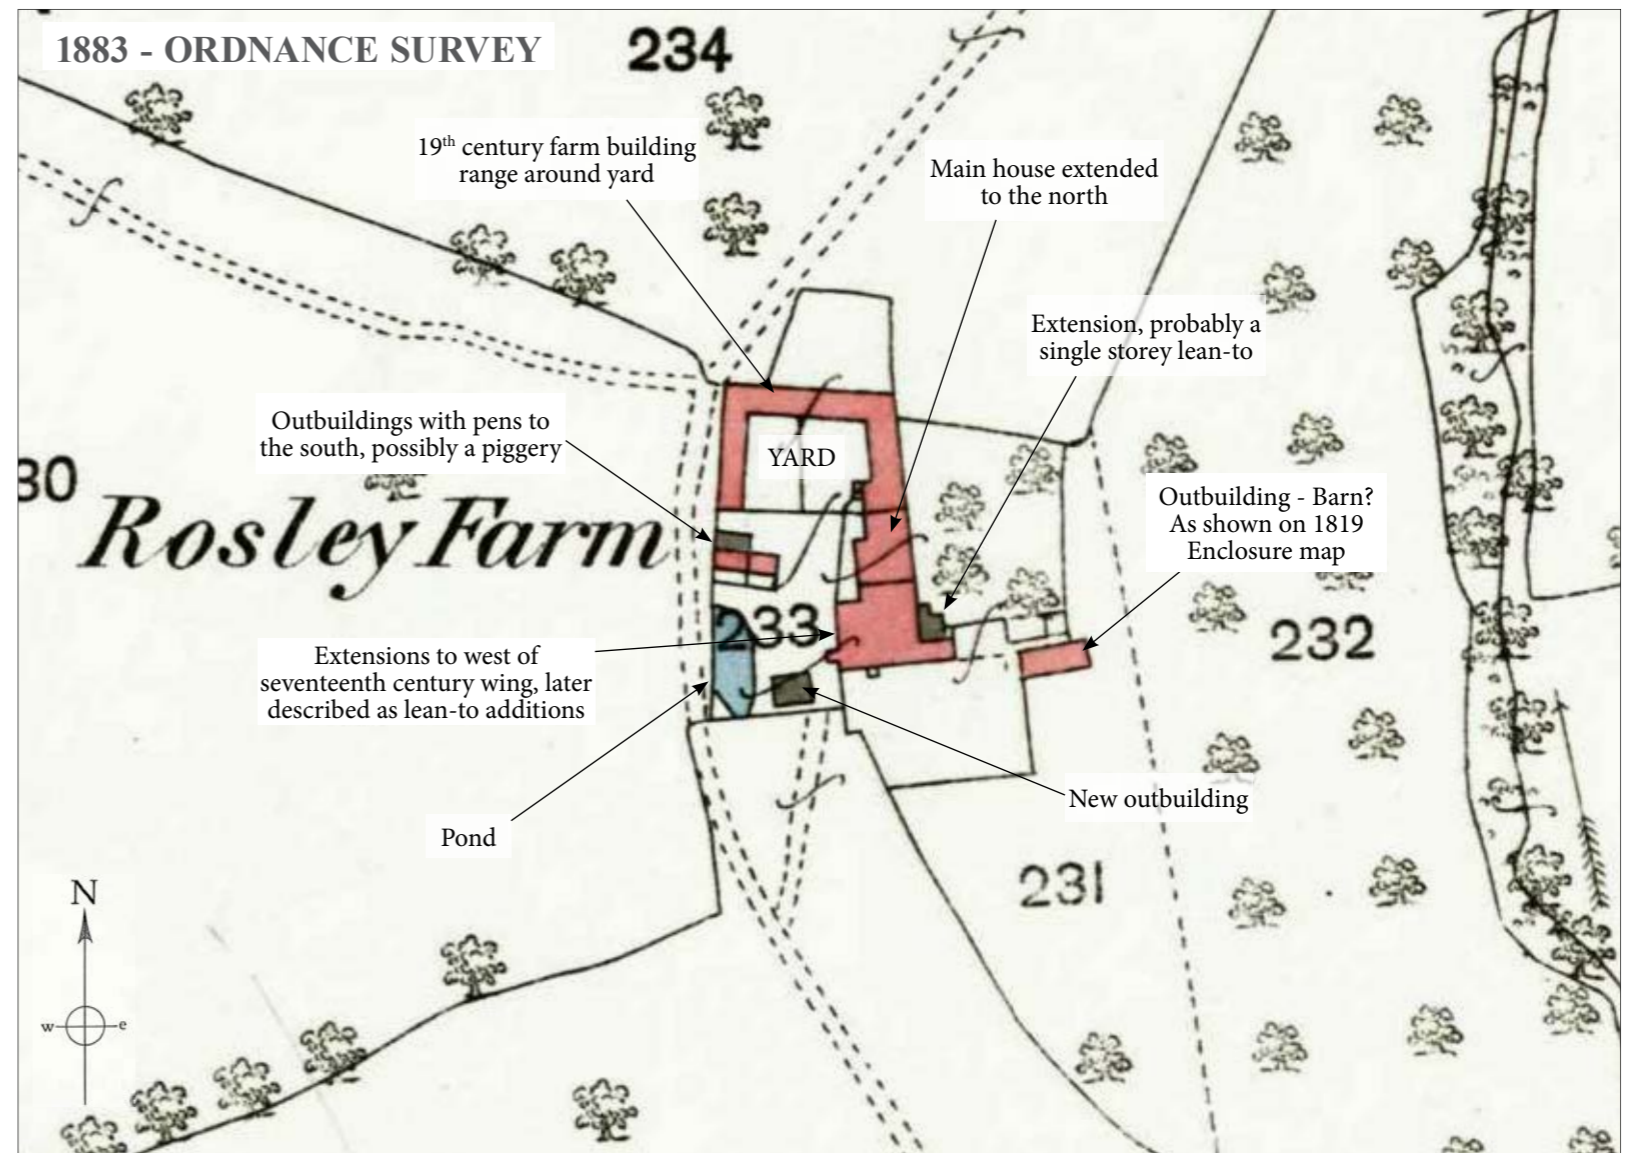 1883 - ORDNANCE SURVEY
234
19th century farm building
range around yard
Main house extended
to the north
Extension, probably a
single storey lean-to
Outbuildings with pens to
the south, possibly a piggery
YARD
Outbuilding - Barn?
As shown on 1819
Enclosure map
30
Rosley Farm
233
232
Extensions to west of
seventeenth century wing, later
described as lean-to additions
New outbuilding
Pond
231
N
w
e